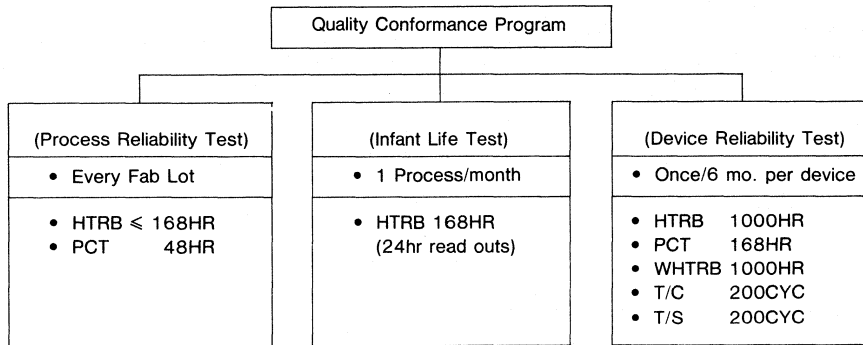 Quality Conformance Program
(Process Reliability Test)
• Every Fab Lot
• HTRB ⩽ 168HR
• PCT 48HR
(Infant Life Test)
• 1 Process/month
• HTRB 168HR
(24hr read outs)
(Device Reliability Test)
• Once/6 mo. per device
• HTRB 1000HR
• PCT 168HR
• WHTRB 1000HR
• T/C 200CYC
• T/S 200CYC